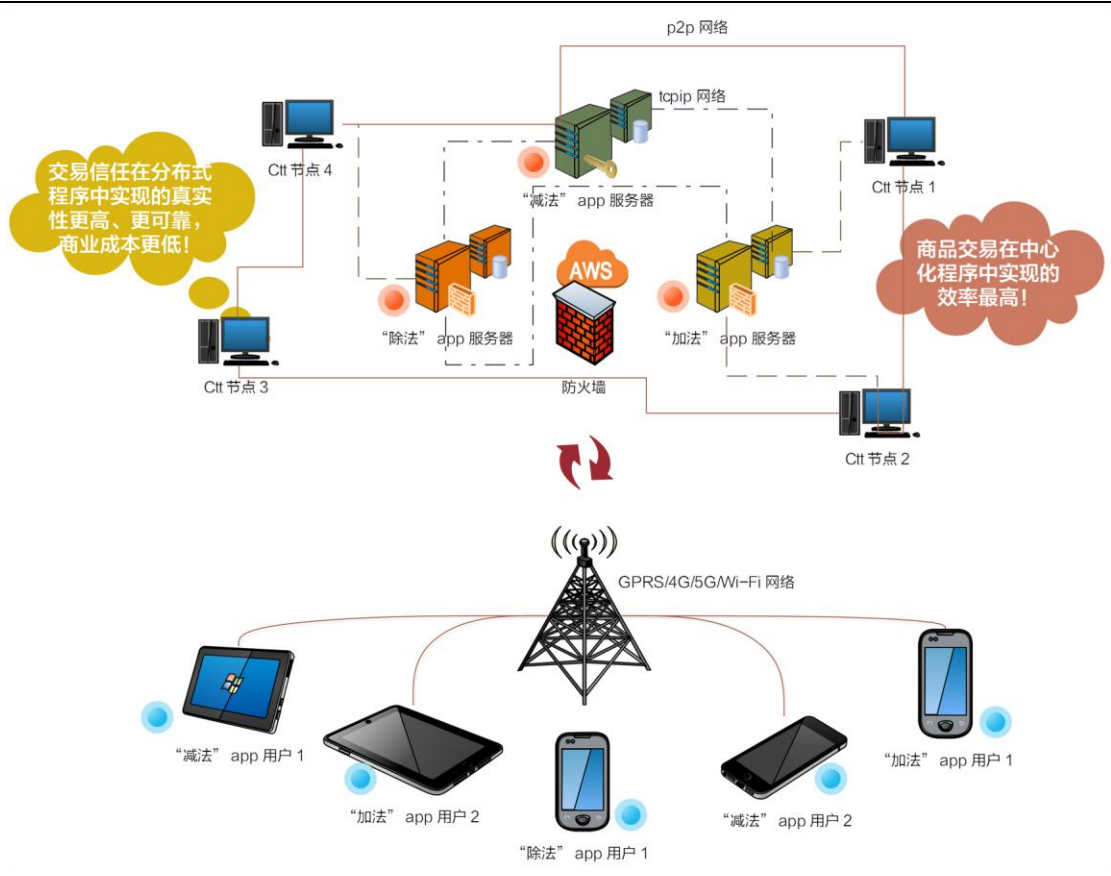 p2p 网络
tcpip 网络
Ctt 节点 4
Ctt 节点 1
“减法” app 服务器
交易信任在分布式
程序中实现的真实
性更高、更可靠，
商业成本更低！
商品交易在中心
化程序中实现的
效率最高！
AWS
“除法” app 服务器
“加法” app 服务器
防火墙
Ctt 节点 3
Ctt 节点 2
GPRS/4G/5G/Wi-Fi 网络
“减法” app 用户 1
“加法” app 用户 1
“加法” app 用户 2
“减法” app 用户 2
“除法” app 用户 1